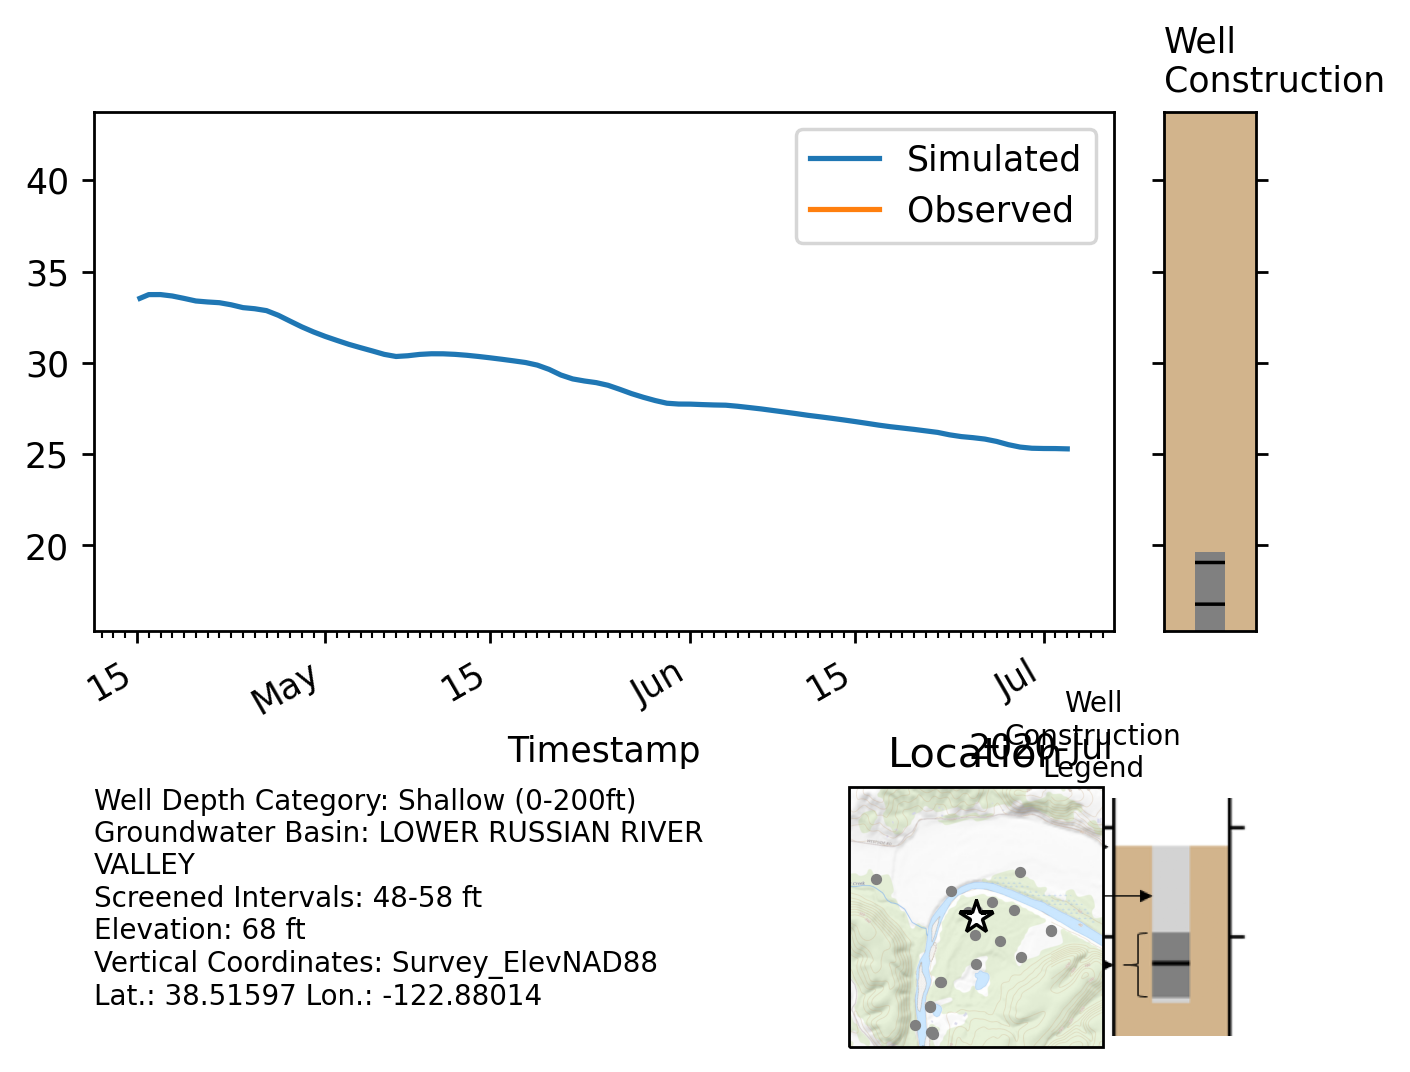 Well
Construction
Simulated
Observed
40
35
30
25
20
15
May
15
Jun
15
Jul
Timestamp
2020-Jul
Well
Construction
Legend
Location
Well Depth Category: Shallow (0-200ft)
Groundwater Basin: LOWER RUSSIAN RIVER
VALLEY
Screened Intervals: 48-58 ft
Elevation: 68 ft
Vertical Coordinates: Survey_ElevNAD88
Lat.: 38.51597 Lon.: -122.88014